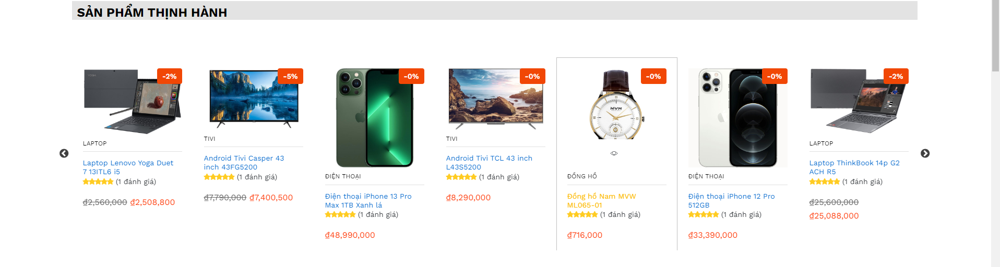 SẢN PHẨM THỊNH HÀNH
-2%
LAPTOP
Laptop Lenovo Yoga Duet
7 13ITL6 i5
(1 đánh giá)
₫2,560,000 ₫2,508,800
-5%
TIVI
Android Tivi Casper 43
inch 43FG5200
(1 đánh giá)
₫7,790,000 ₫7,400,500
-0%
ĐIỆN THOẠI
Điện thoại iPhone 13 Pro
Max 1TB Xanh lá
(1 đánh giá)
₫48,990,000
-0%
TIVI
Android Tivi TCL 43 inch
L43S5200
(1 đánh giá)
₫8,290,000
-0%
MVW
ĐỒNG HỒ
Đồng hồ Nam MVW
ML065-01
(1 đánh giá)
₫716,000
-0%
ĐIỆN THOẠI
Điện thoại iPhone 12 Pro
512GB
(1 đánh giá)
₫33,390,000
-2%
LAPTOP
Laptop ThinkBook 14p G2
ACH R5
(1 đánh giá)
₫25,600,000
₫25,088,000